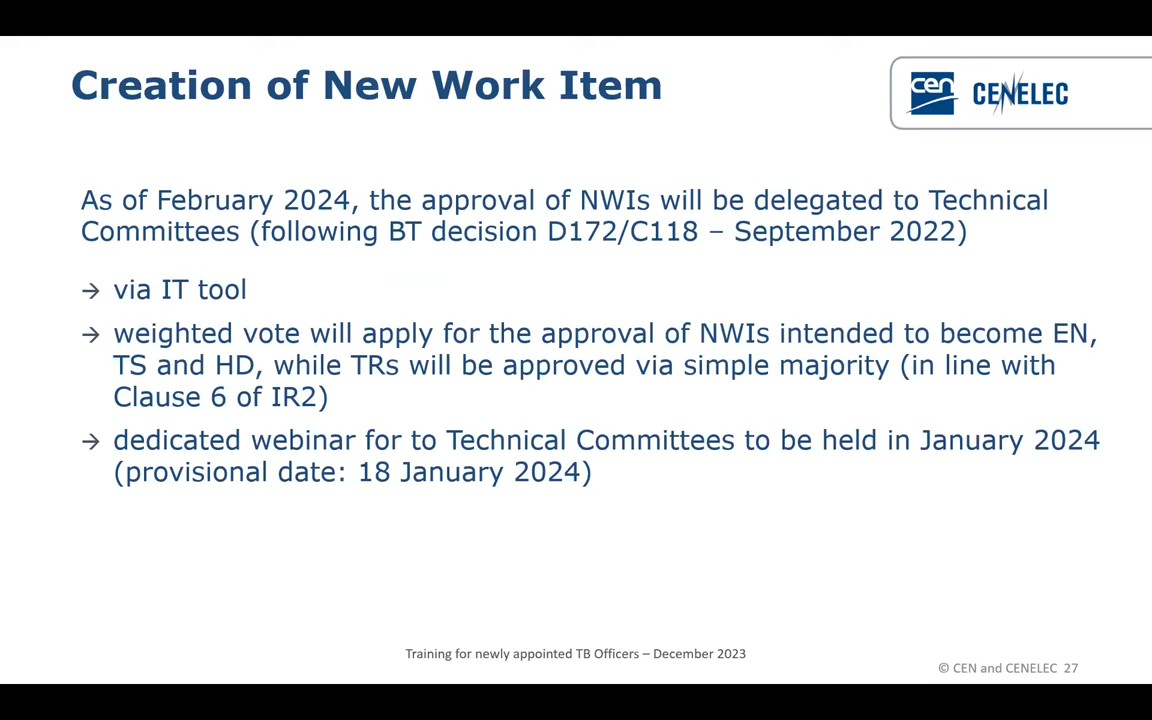 Creation of New Work Item
cen CENELEC
As of February 2024, the approval of NWIs will be delegated to Technical
Committees (following BT decision D172/C118 – September 2022)
→ via IT tool
→ weighted vote will apply for the approval of NWIs intended to become EN,
TS and HD, while TRs will be approved via simple majority (in line with
Clause 6 of IR2)
→ dedicated webinar for to Technical Committees to be held in January 2024
(provisional date: 18 January 2024)
Training for newly appointed TB Officers – December 2023
© CEN and CENELEC 27